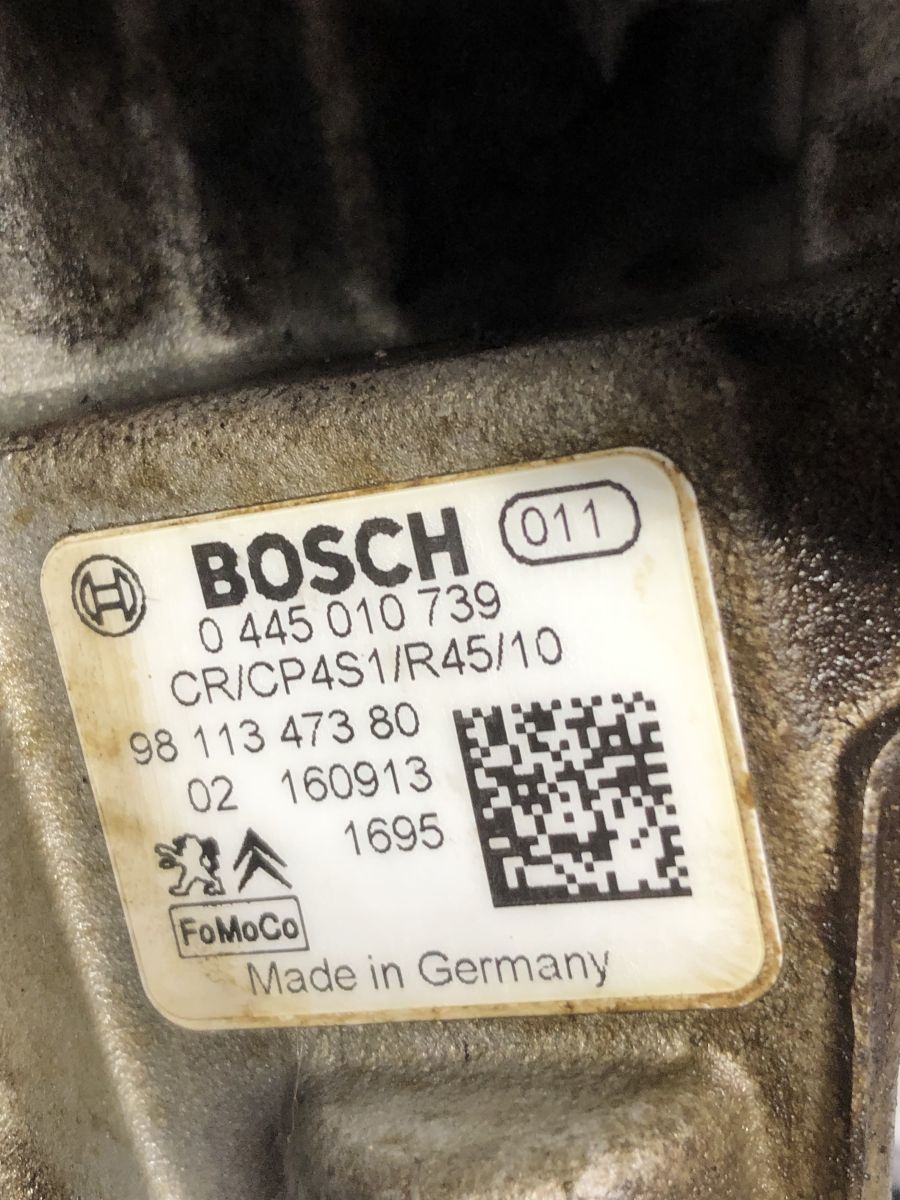 BOSCH 011
0 445 010 739
CR/CP4S1/R45/10
98 113 473 80
02 160913
1695
FoMoCo
Made in Germany